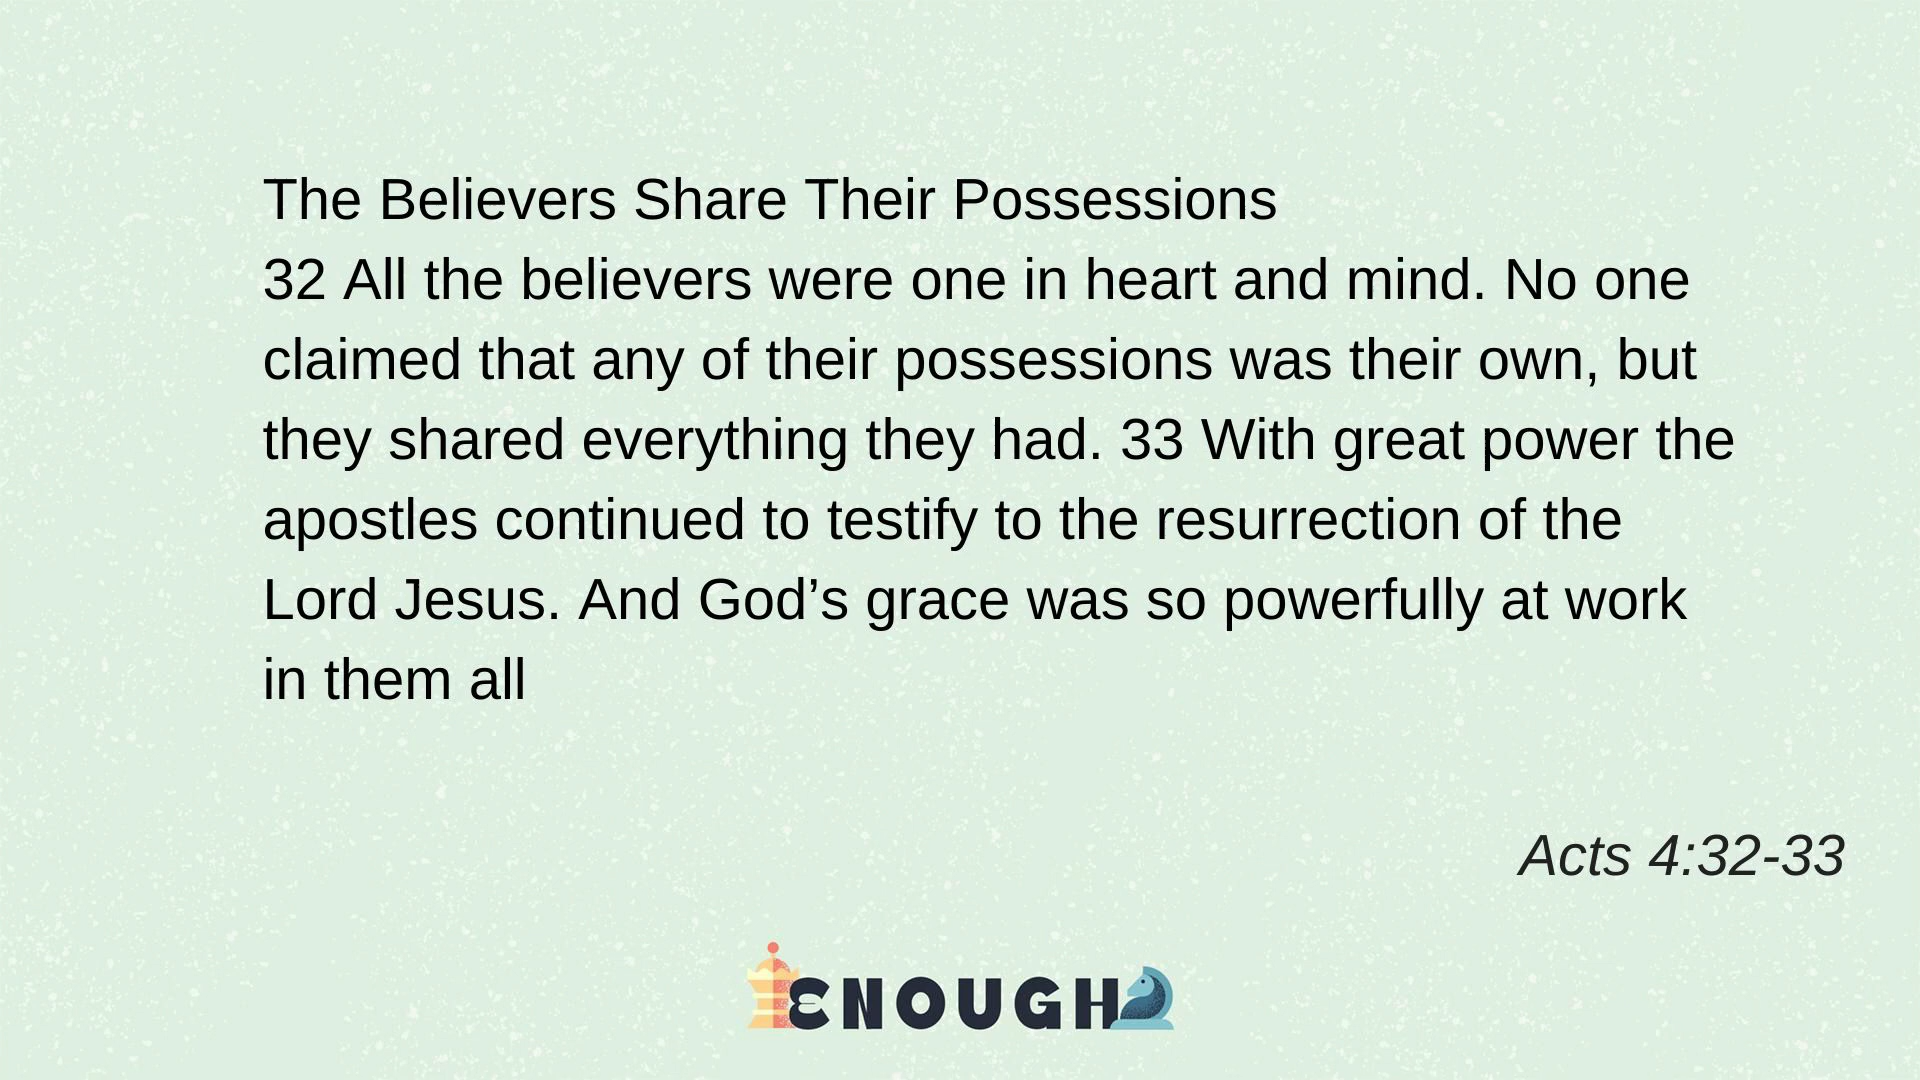 The Believers Share Their Possessions
32 All the believers were one in heart and mind. No one
claimed that any of their possessions was their own, but
they shared everything they had. 33 With great power the
apostles continued to testify to the resurrection of the
Lord Jesus. And God’s grace was so powerfully at work
in them all
Acts 4:32-33
ENOUGH